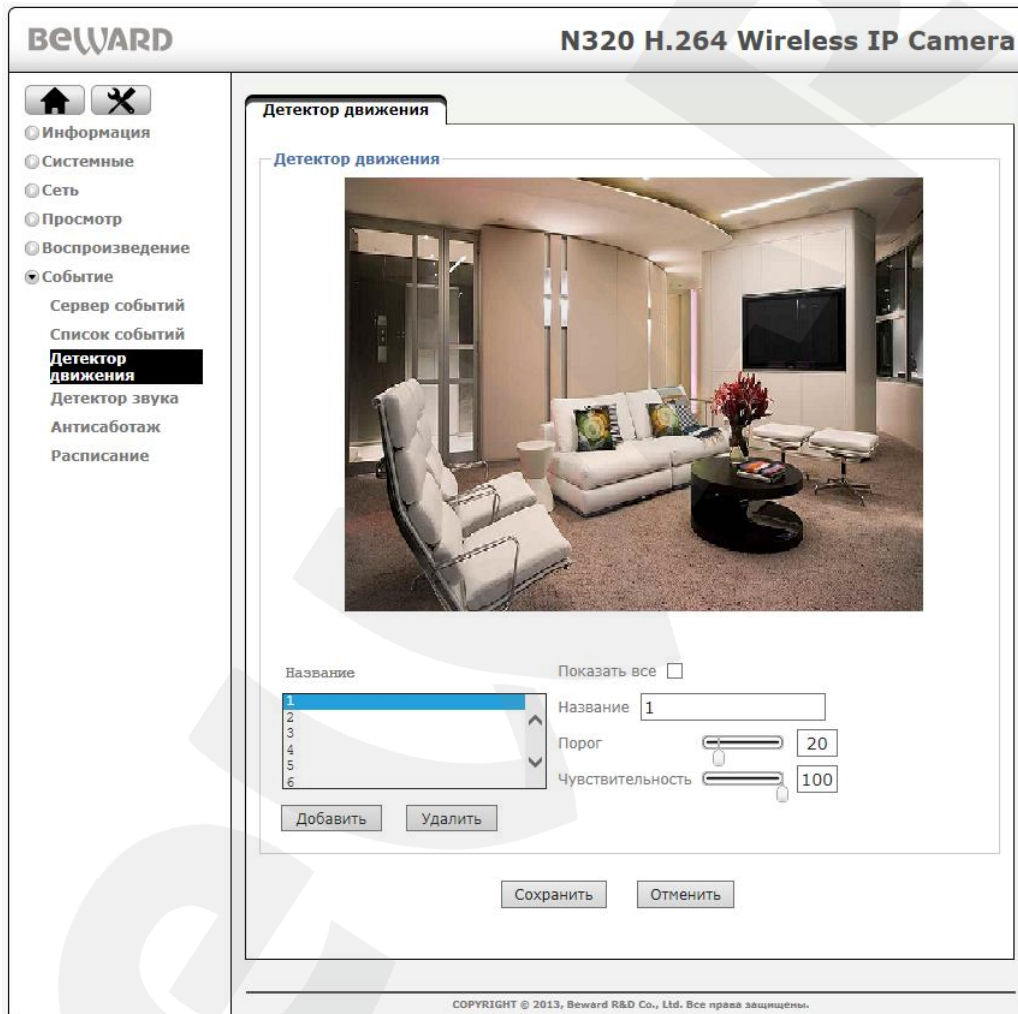 BEWARD
N320 H.264 Wireless IP Camera
Информация
Системные
Сеть
Просмотр
Воспроизведение
Событие
Сервер событий
Список событий
Детектор
движения
Детектор звука
Антисаботаж
Расписание
Детектор движения
Детектор движения
Название
1
2
3
4
5
6
Добавить Удалить
Показать все
Название 1
Порог 20
Чувствительность 100
Сохранить Отменить
COPYRIGHT © 2013, Beward R&D Co., Ltd. Все права защищены.